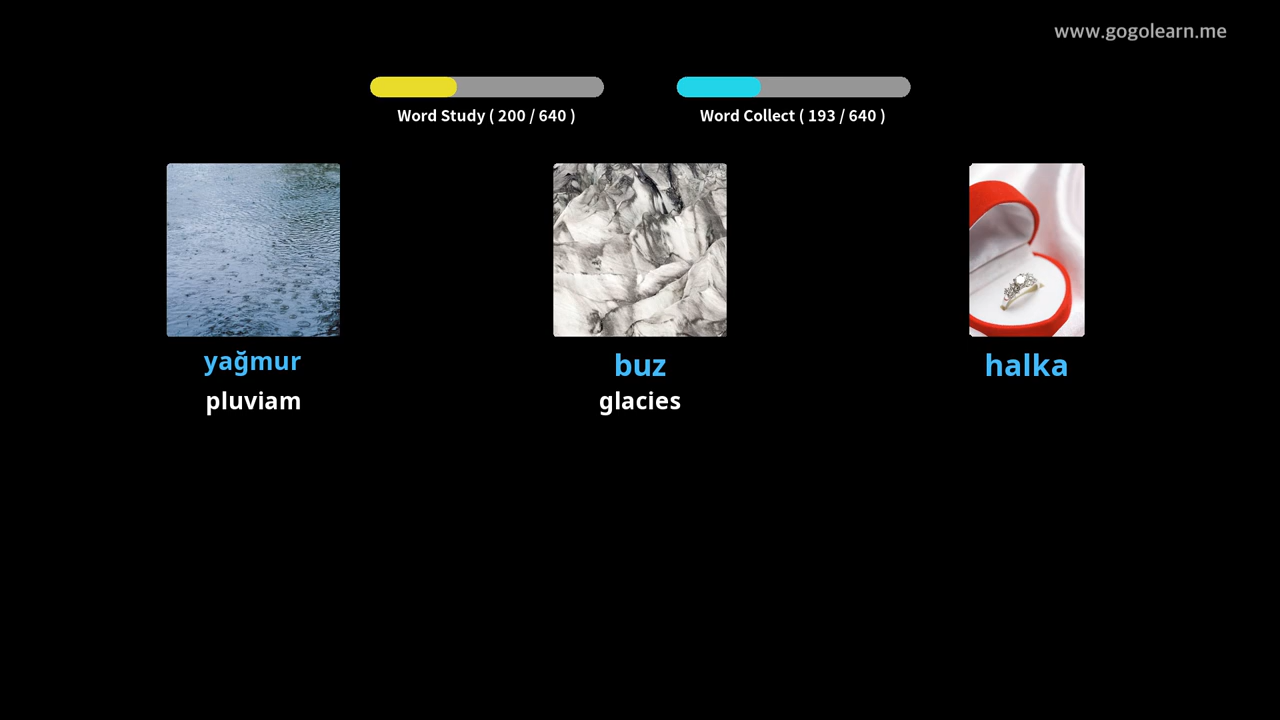 www.gogolearn.me
Word Study ( 200 / 640 )
Word Collect ( 193 / 640 )
yağmur
pluviam
buz
glacies
halka